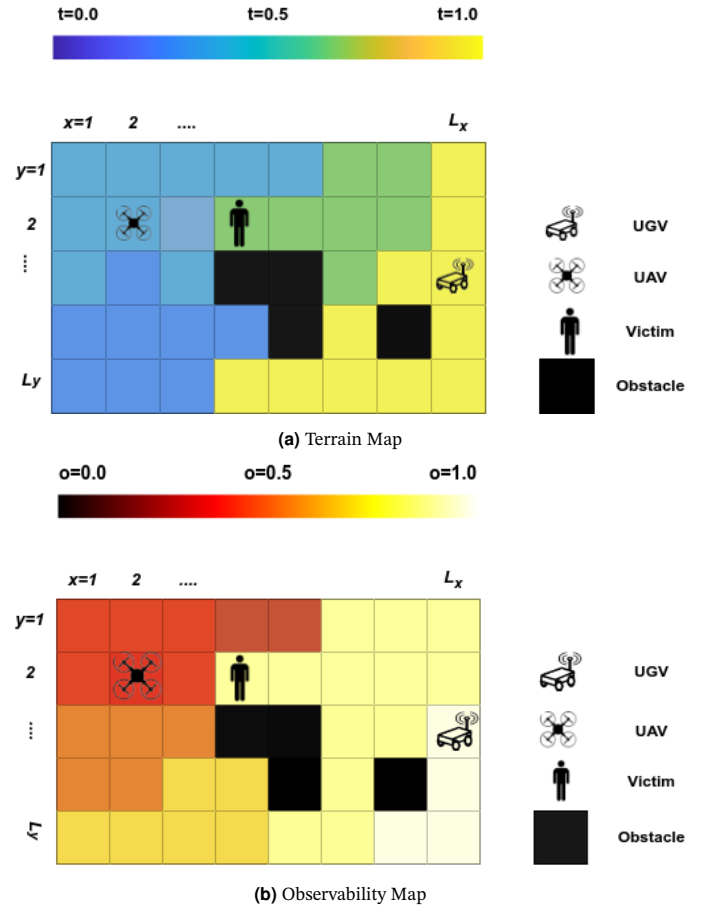 t=0.0 t=0.5 t=1.0
x=1 2 .... Lx
y=1
2 UGV
.... UAV
Victim
Ly Obstacle
(a) Terrain Map
o=0.0 o=0.5 o=1.0
x=1 2 .... Lx
y=1
2 UGV
.... UAV
Victim
Ly Obstacle
(b) Observability Map